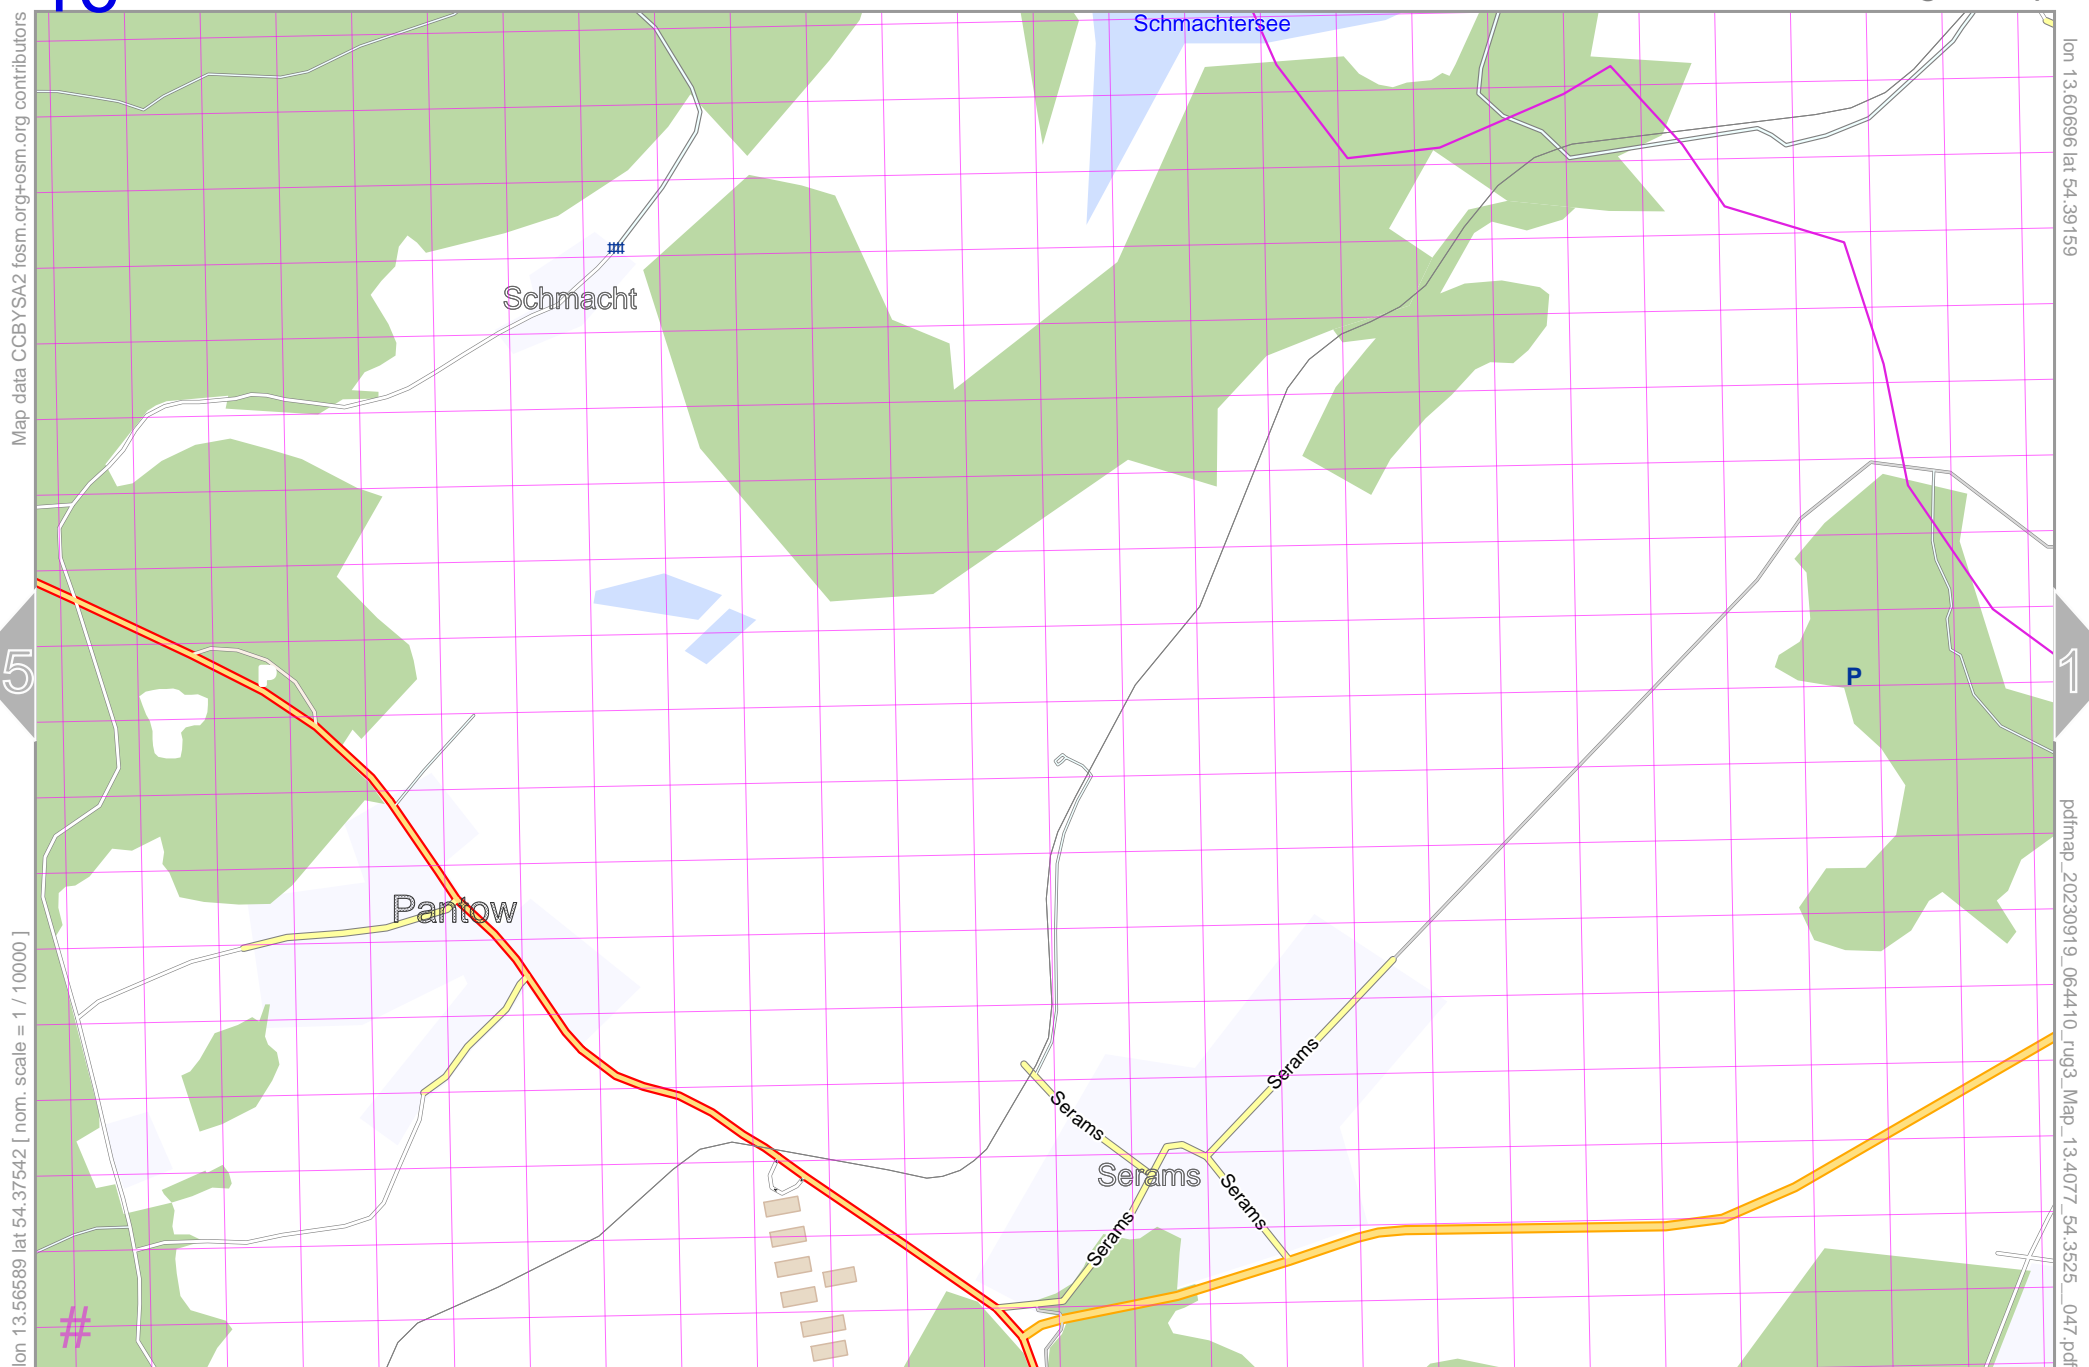 Schmachtersee
Map data CCBYSA2 fosm.org+osm.org contributors
lon 13.60696 lat 54.39159
Schmacht
5
1
P
Pantow
Serams
Serams
Serams
Serams
Serams
lon 13.56589 lat 54.37542 [ nom. scale = 1 / 10000 ]
pdfmap_20230919_064410_rug3_Map_13.4077_54.3525__047.pdf
#